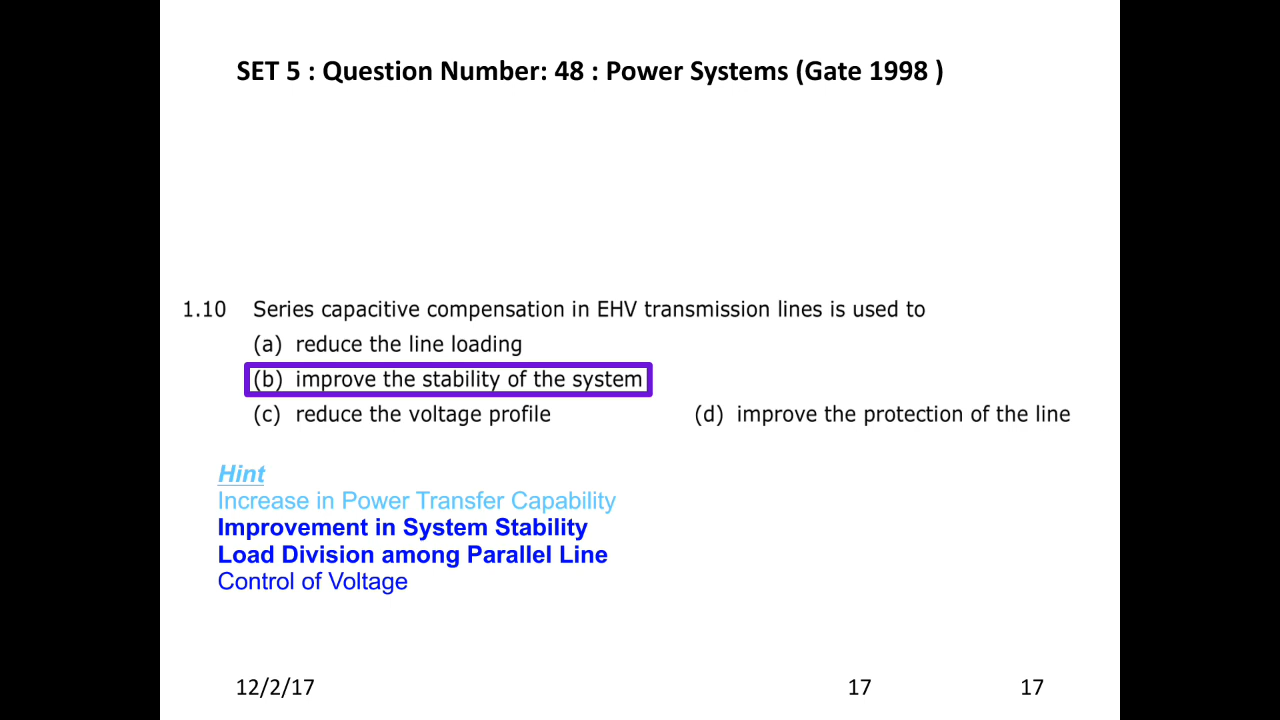 SET 5 : Question Number: 48 : Power Systems (Gate 1998 )
1.10 Series capacitive compensation in EHV transmission lines is used to
(a) reduce the line loading
(b) improve the stability of the system
(c) reduce the voltage profile (d) improve the protection of the line
Hint
Increase in Power Transfer Capability
Improvement in System Stability
Load Division among Parallel Line
Control of Voltage
12/2/17 17 17